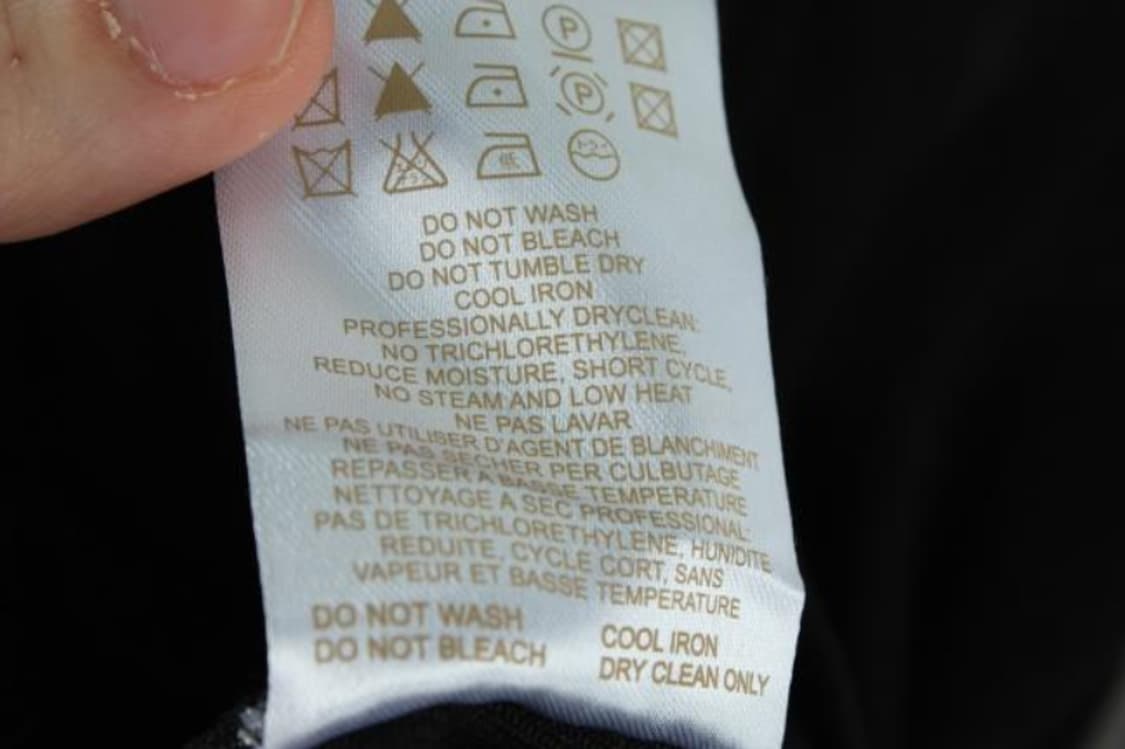 P
P
DO NOT WASH
DO NOT BLEACH
DO NOT TUMBLE DRY
COOL IRON
PROFESSIONALLY DRYCLEAN:
NO TRICHLORETHYLENE,
REDUCE MOISTURE, SHORT CYCLE,
NO STEAM AND LOW HEAT
NE PAS LAVAR
NE PAS UTILISER D'AGENT DE BLANCHIMENT
NE PAS SECHER PER CULBUTAGE
REPASSER A BASSE TEMPERATURE
NETTOYAGE A SEC PROFESSIONAL:
PAS DE TRICHLORETHYLENE, HUNIDITE
REDUITE, CYCLE CORT, SANS
VAPEUR ET BASSE TEMPERATURE
DO NOT WASH
DO NOT BLEACH
COOL IRON
DRY CLEAN ONLY